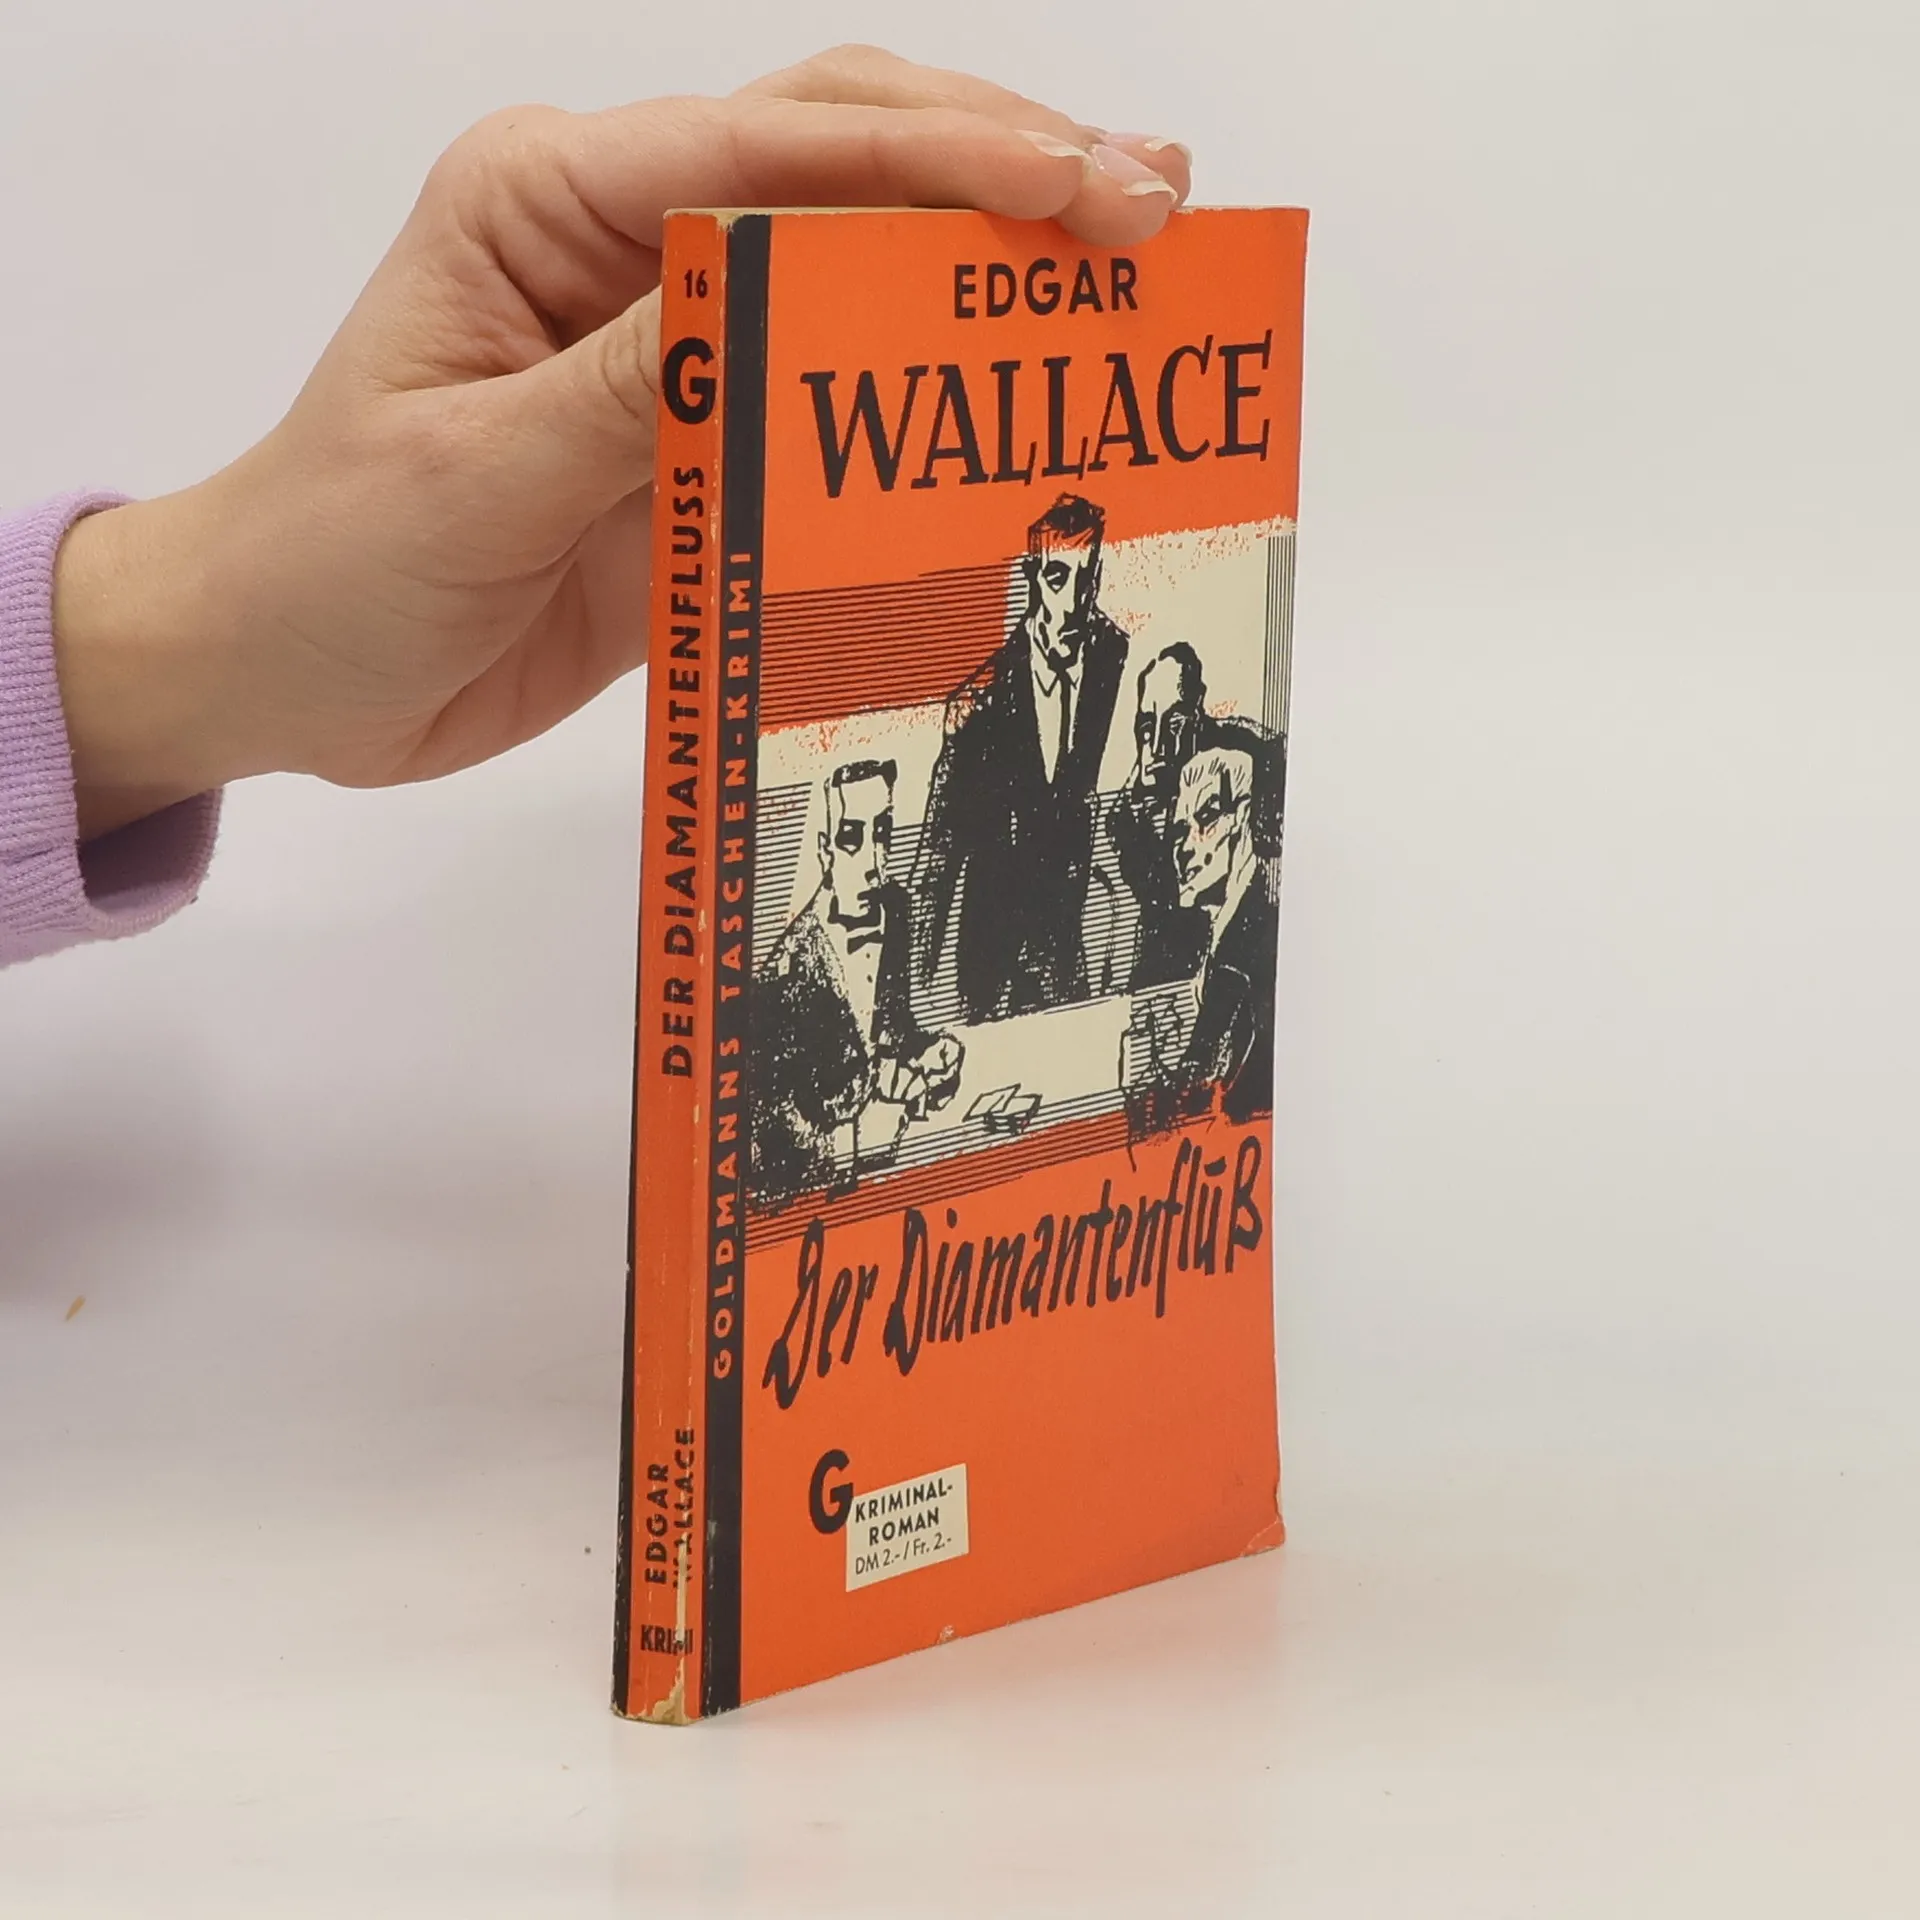 16
G
DER DIAMANTENFLUSS
EDGAR
WALLACE
KRIMI
GOLDMANNS TASCHEN-KRIMI
EDGAR
WALLACE
Der Diamantenfluß
G
KRIMINAL-
ROMAN
DM 2.- / Fr. 2.-